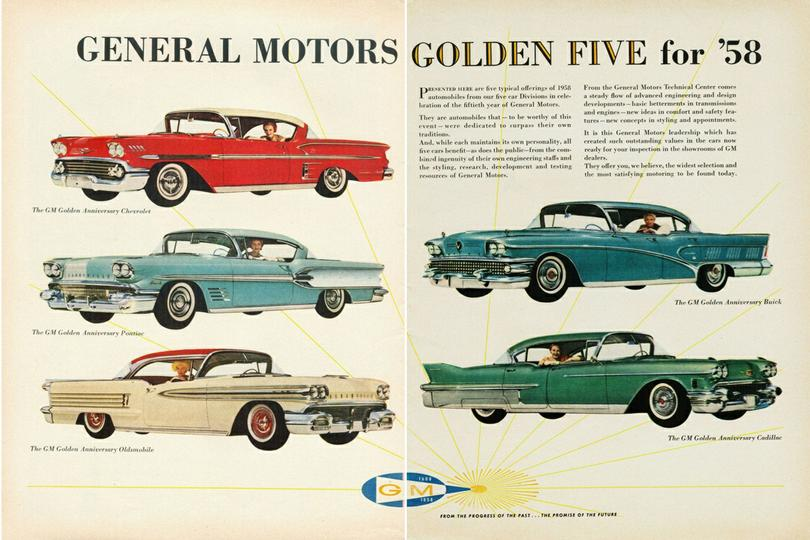 GENERAL MOTORS GOLDEN FIVE for '58
PRESENTED HERE are five typical offerings of 1958
automobiles from our five car Divisions in cele-
bration of the fiftieth year of General Motors.
They are automobiles that — to be worthy of this
event — were dedicated to surpass their own
traditions.
And, while each maintains its own personality, all
five cars benefit—as does the public—from the com-
bined ingenuity of their own engineering staffs and
the styling, research, development and testing
resources of General Motors.
From the General Motors Technical Center comes
a steady flow of advanced engineering and design
developments — basic betterments in transmissions
and engines — new ideas in comfort and safety fea-
tures — new concepts in styling and appointments.
It is this General Motors leadership which has
created such outstanding values in the cars now
ready for your inspection in the showrooms of GM
dealers.
They offer you, we believe, the widest selection and
the most satisfying motoring to be found today.
The GM Golden Anniversary Chevrolet
The GM Golden Anniversary Pontiac
The GM Golden Anniversary Oldsmobile
The GM Golden Anniversary Buick
The GM Golden Anniversary Cadillac
GM
1908
1958
FROM THE PROGRESS OF THE PAST . . . THE PROMISE OF THE FUTURE